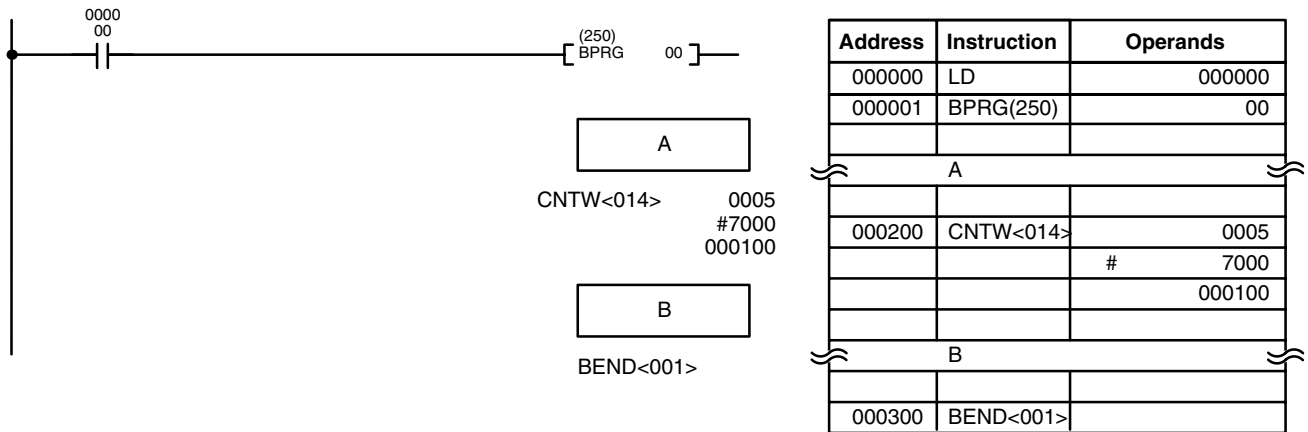 0000
00
(250)
BPRG 00
A
CNTW<014> 0005
#7000
000100
B
BEND<001>
Address Instruction Operands
000000 LD 000000
000001 BPRG(250) 00
A
000200 CNTW<014> 0005
# 7000
000100
B
000300 BEND<001>